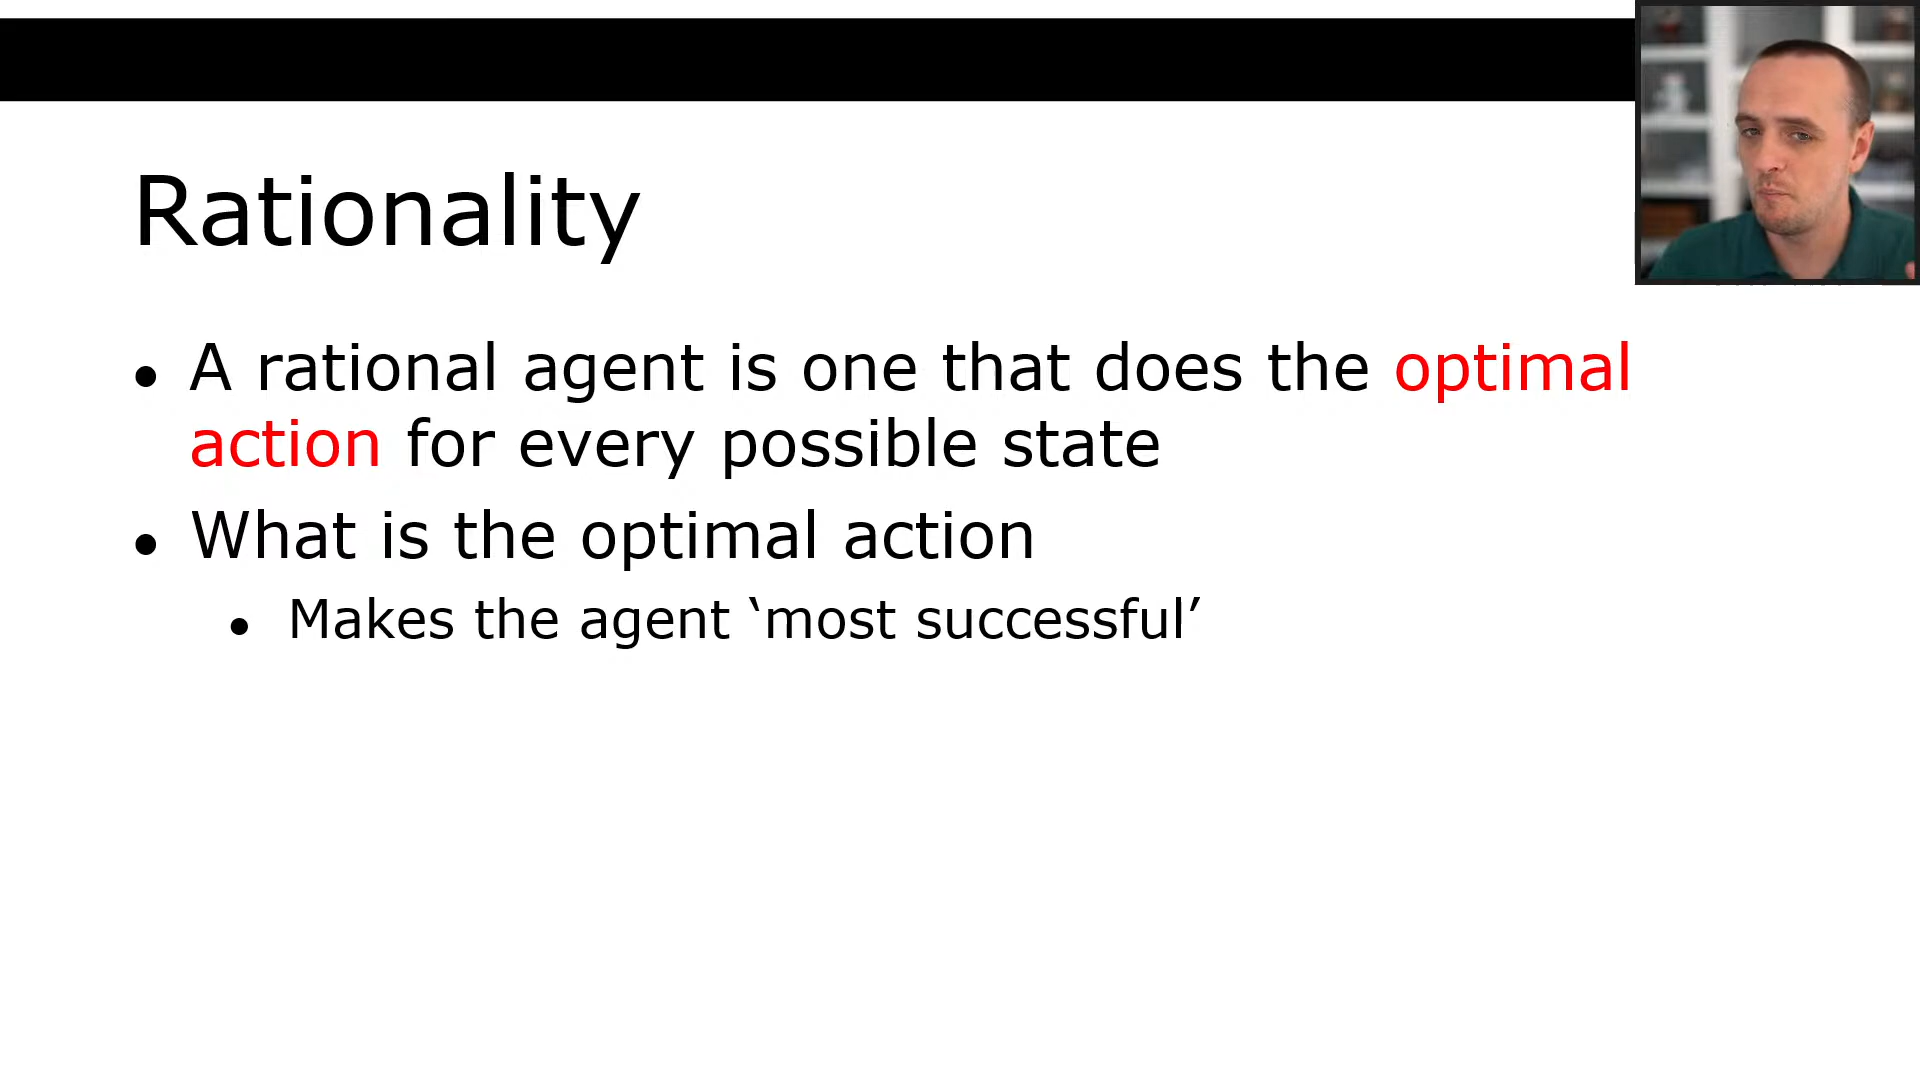 Rationality
• A rational agent is one that does the optimal
action for every possible state
• What is the optimal action
• Makes the agent ‘most successful’